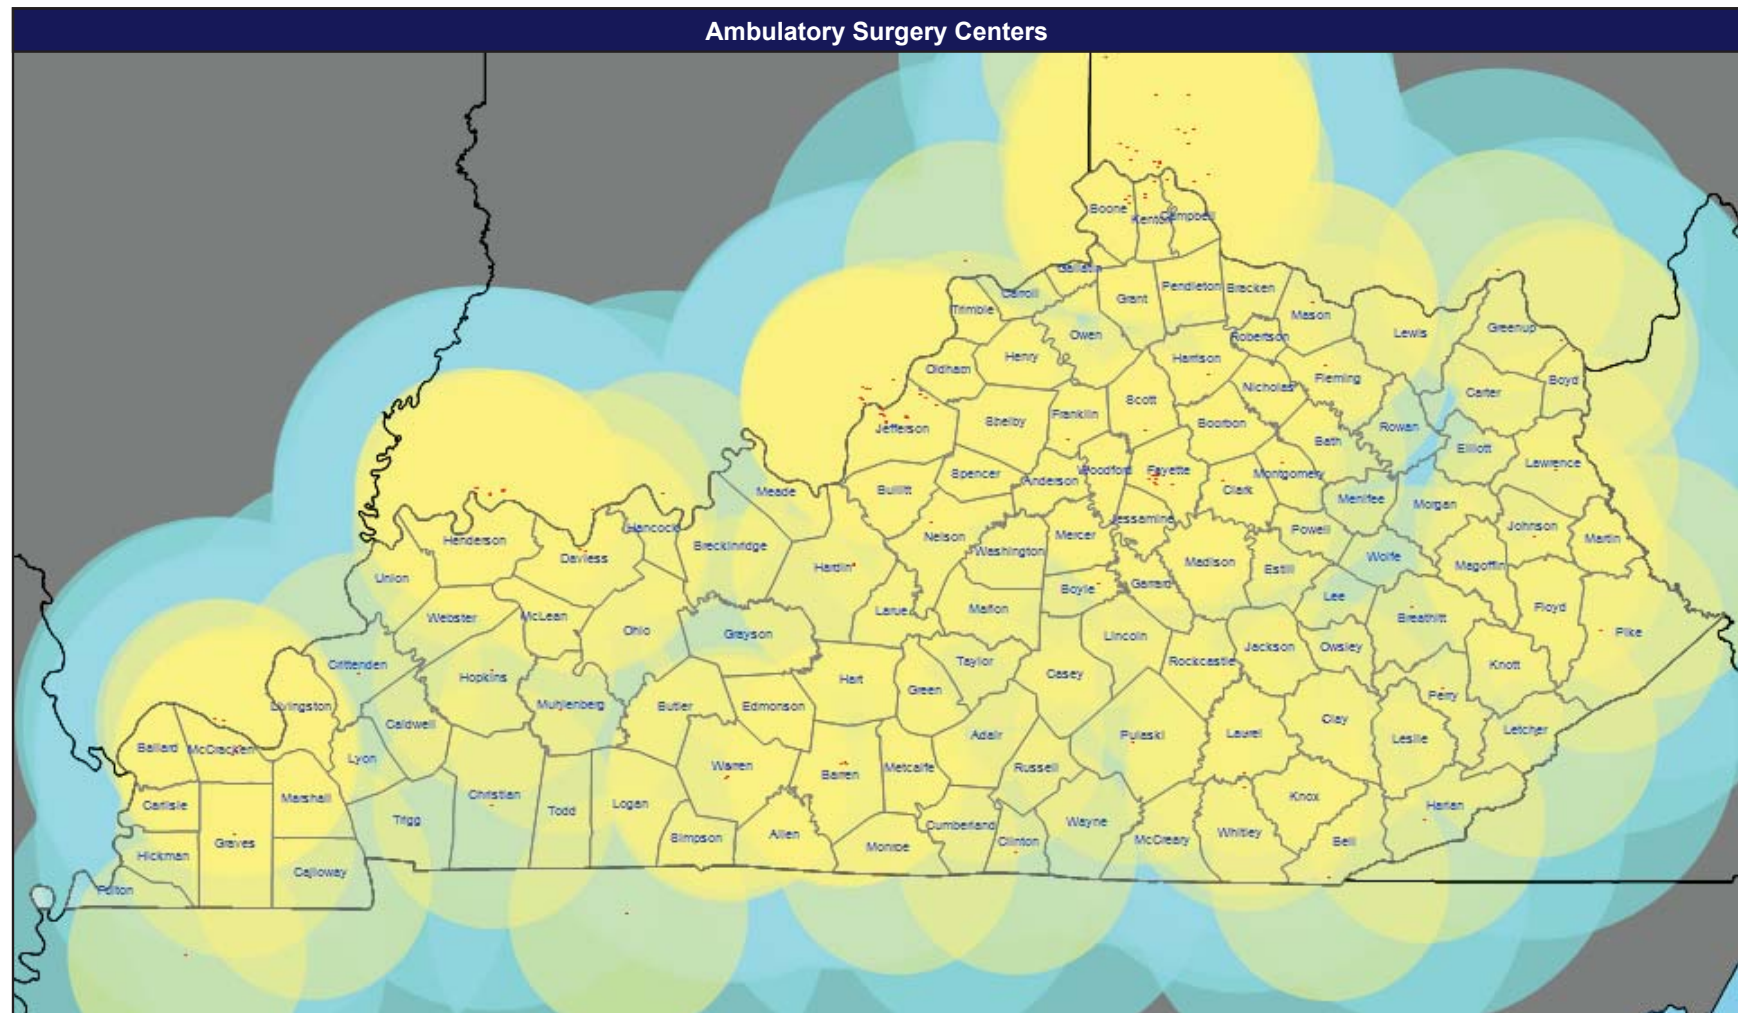 Ambulatory Surgery Centers
Boone
Kenton
Campbell
Gallatin
Carroll
Grant
Pendleton
Bracken
Trimble
Mason
Owen
Robertson
Lewis
Greenup
Henry
Harrison
Oldham
Nicholas
Fleming
Boyd
Carter
Scott
Franklin
Shelby
Bourbon
Jefferson
Rowan
Bath
Elliott
Lawrence
Spencer
Woodford
Fayette
Montgomery
Anderson
Clark
Bullitt
Meade
Menifee
Morgan
Jessamine
Hancock
Powell
Johnson
Nelson
Mercer
Martin
Henderson
Breckinridge
Washington
Daviess
Wolfe
Madison
Magoffin
Hardin
Estill
Union
Boyle
Garrard
Lee
Larue
Marion
Floyd
Webster
McLean
Breathitt
Ohio
Grayson
Lincoln
Pike
Jackson
Owsley
Taylor
Rockcastle
Crittenden
Knott
Casey
Hopkins
Hart
Green
Perry
Livingston
Muhlenberg
Butler
Edmonson
Clay
Caldwell
Letcher
Adair
Pulaski
Laurel
Leslie
Ballard
McCracken
Lyon
Warren
Metcalfe
Russell
Barren
Christian
Knox
Marshall
Carlisle
Logan
Harlan
Todd
Trigg
Wayne
Cumberland
Whitley
Allen
Simpson
McCreary
Clinton
Bell
Graves
Monroe
Hickman
Calloway
Fulton